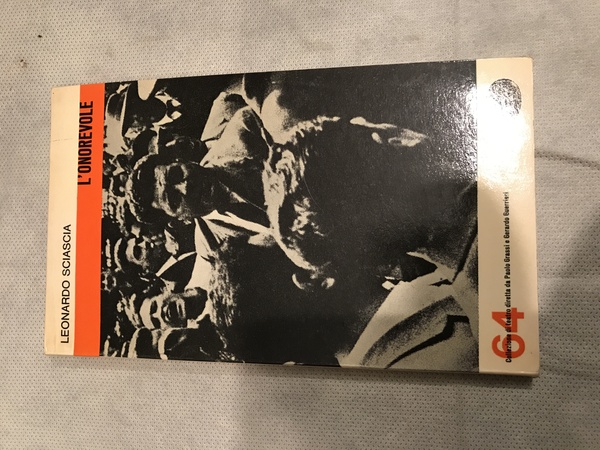 LEONARDO SCIASCIA
L'ONOREVOLE
64
Collezione di teatro diretta da Paolo Grassi e Gerardo Guerrieri